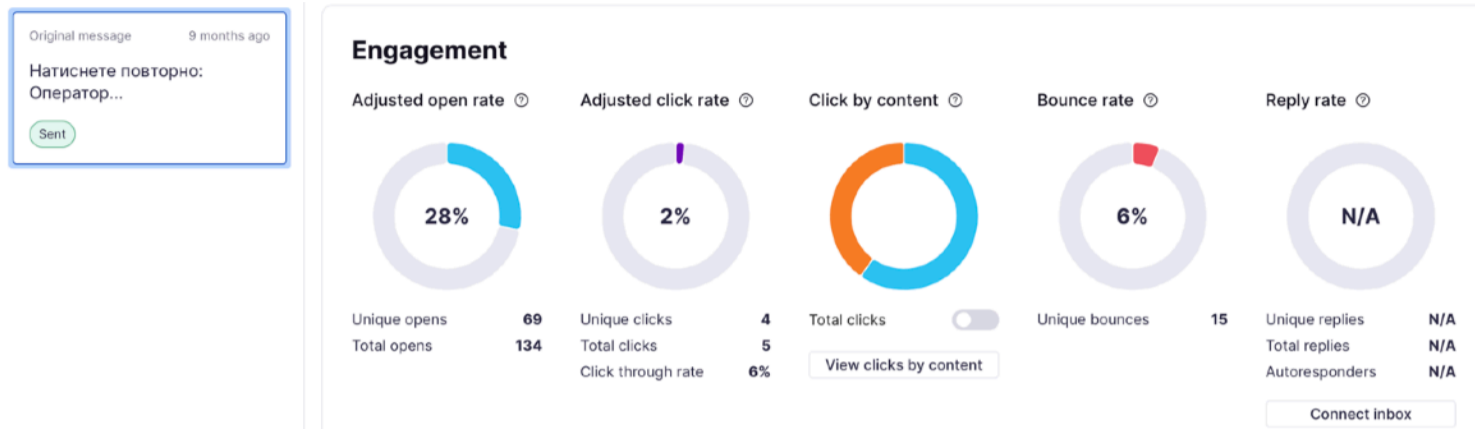 Original message 9 months ago
Натиснете повторно:
Оператор...
Sent
Engagement
Adjusted open rate ?
28%
Unique opens 69
Total opens 134
Adjusted click rate ?
2%
Unique clicks 4
Total clicks 5
Click through rate 6%
Click by content ?
Total clicks
View clicks by content
Bounce rate ?
6%
Unique bounces 15
Reply rate ?
N/A
Unique replies N/A
Total replies N/A
Autoresponders N/A
Connect inbox